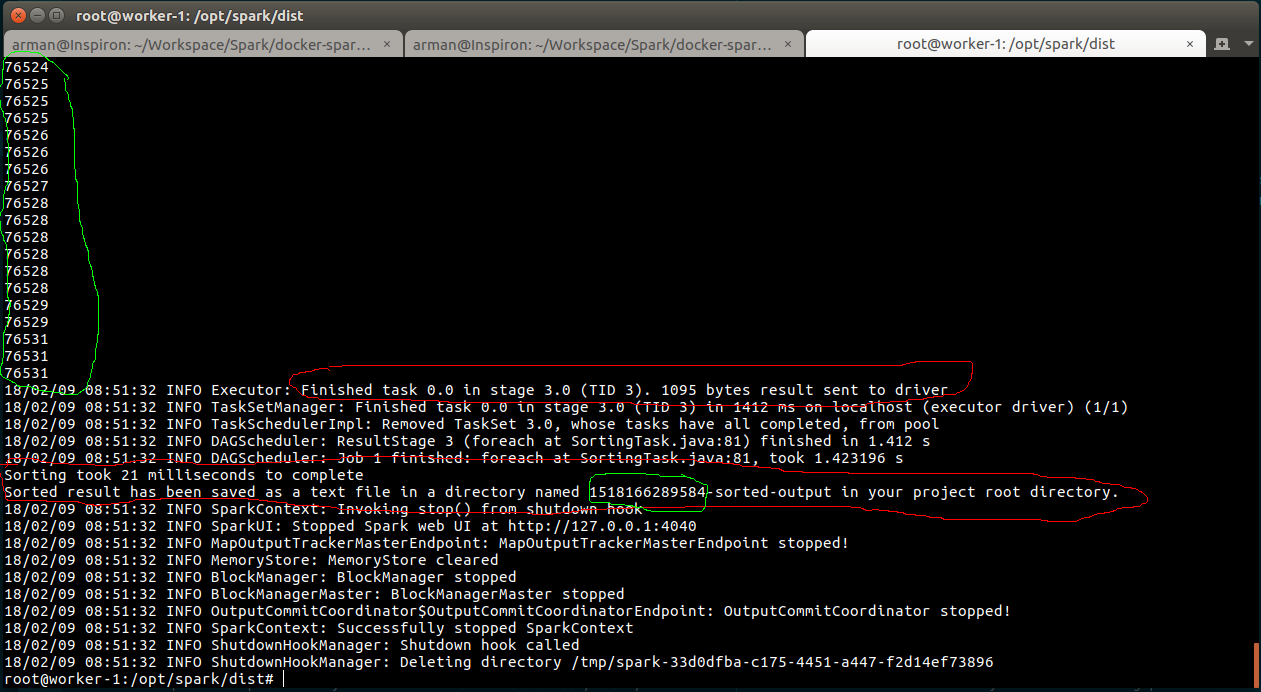 root@worker-1: /opt/spark/dist
arman@Inspiron: ~/Workspace/Spark/docker-spar... × arman@Inspiron: ~/Workspace/Spark/docker-spar... × root@worker-1: /opt/spark/dist ×
76524
76525
76525
76525
76526
76526
76526
76527
76528
76528
76528
76528
76528
76528
76529
76529
76531
76531
76531
18/02/09 08:51:32 INFO Executor: Finished task 0.0 in stage 3.0 (TID 3). 1095 bytes result sent to driver
18/02/09 08:51:32 INFO TaskSetManager: Finished task 0.0 in stage 3.0 (TID 3) in 1412 ms on localhost (executor driver) (1/1)
18/02/09 08:51:32 INFO TaskSchedulerImpl: Removed TaskSet 3.0, whose tasks have all completed, from pool
18/02/09 08:51:32 INFO DAGScheduler: ResultStage 3 (foreach at SortingTask.java:81) finished in 1.412 s
18/02/09 08:51:32 INFO DAGScheduler: Job 1 finished: foreach at SortingTask.java:81, took 1.423196 s
Sorting took 21 milliseconds to complete
Sorted result has been saved as a text file in a directory named 1518166289584-sorted-output in your project root directory.
18/02/09 08:51:32 INFO SparkContext: Invoking stop() from shutdown hook
18/02/09 08:51:32 INFO SparkUI: Stopped Spark web UI at http://127.0.0.1:4040
18/02/09 08:51:32 INFO MapOutputTrackerMasterEndpoint: MapOutputTrackerMasterEndpoint stopped!
18/02/09 08:51:32 INFO MemoryStore: MemoryStore cleared
18/02/09 08:51:32 INFO BlockManager: BlockManager stopped
18/02/09 08:51:32 INFO BlockManagerMaster: BlockManagerMaster stopped
18/02/09 08:51:32 INFO OutputCommitCoordinator$OutputCommitCoordinatorEndpoint: OutputCommitCoordinator stopped!
18/02/09 08:51:32 INFO SparkContext: Successfully stopped SparkContext
18/02/09 08:51:32 INFO ShutdownHookManager: Shutdown hook called
18/02/09 08:51:32 INFO ShutdownHookManager: Deleting directory /tmp/spark-33d0dfba-c175-4451-a447-f2d14ef73896
root@worker-1:/opt/spark/dist#